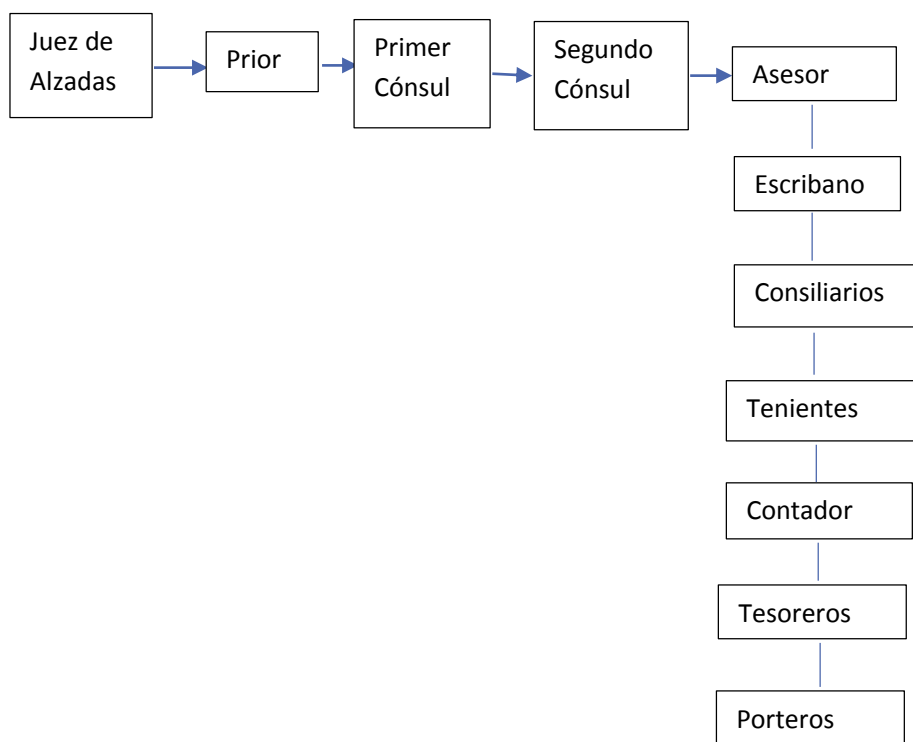 Juez de
Alzadas
Prior
Primer
Cónsul
Segundo
Cónsul
Asesor
Escribano
Consiliarios
Tenientes
Contador
Tesoreros
Porteros